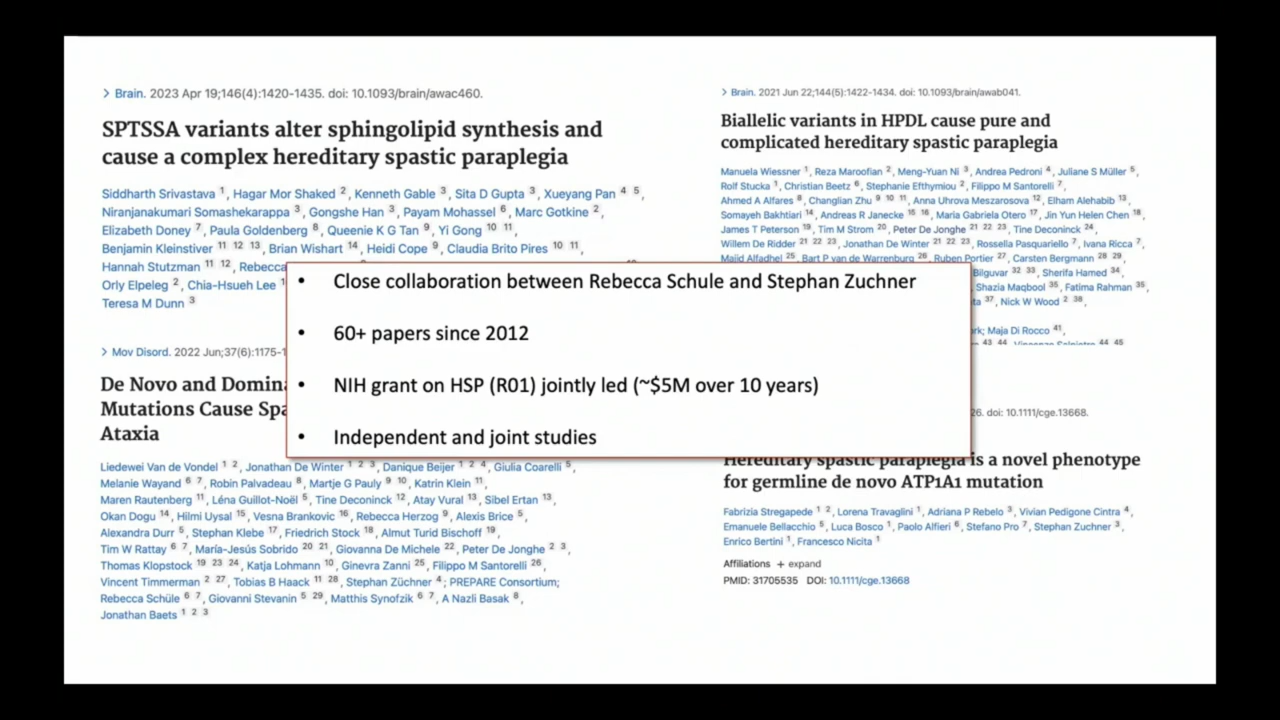 > Brain. 2023 Apr 19;146(4):1420-1435. doi: 10.1093/brain/awac460.
SPTSSA variants alter sphingolipid synthesis and
cause a complex hereditary spastic paraplegia
Siddharth Srivastava 1, Hagar Mor Shaked 2, Kenneth Gable 3, Sita D Gupta 3, Xueyang Pan 4 5,
Niranjanakumari Somashekarappa 3, Gongshe Han 3, Payam Mohassel 6, Marc Gotkine 2,
Elizabeth Doney 7, Paula Goldenberg 8, Queenie K G Tan 9, Yi Gong 10 11,
Benjamin Kleinstiver 11 12 13, Brian Wishart 14, Heidi Cope 9, Claudia Brito Pires 10 11,
Hannah Stutzman 11 12, Rebecca
Orly Elpeleg 2, Chia-Hsueh Lee
Teresa M Dunn 3
> Mov Disord. 2022 Jun;37(6):1175-1
De Novo and Domina
Mutations Cause Spa
Ataxia
Liedewei Van de Vondel 1 2, Jonathan De Winter 1 2 3, Danique Beijer 1 2 4, Giulia Coarelli 5,
Melanie Wayand 6 7, Robin Palvadeau 8, Martje G Pauly 9 10, Katrin Klein 11,
Maren Rautenberg 11, Léna Guillot-Noël 5, Tine Deconinck 12, Atay Vural 13, Sibel Ertan 13,
Okan Dogu 14, Hilmi Uysal 15, Vesna Brankovic 16, Rebecca Herzog 9, Alexis Brice 5,
Alexandra Durr 5, Stephan Klebe 17, Friedrich Stock 18, Almut Turid Bischoff 19,
Tim W Rattay 6 7, María-Jesús Sobrido 20 21, Giovanna De Michele 22, Peter De Jonghe 2 3,
Thomas Klopstock 19 23 24, Katja Lohmann 10, Ginevra Zanni 25, Filippo M Santorelli 26,
Vincent Timmerman 2 27, Tobias B Haack 11 28, Stephan Züchner 4; PREPARE Consortium;
Rebecca Schüle 6 7, Giovanni Stevanin 5 29, Matthis Synofzik 6 7, A Nazli Basak 8,
Jonathan Baets 1 2 3
> Brain. 2021 Jun 22;144(5):1422-1434. doi: 10.1093/brain/awab041.
Biallelic variants in HPDL cause pure and
complicated hereditary spastic paraplegia
Manuela Wiessner 1, Reza Maroofian 2, Meng-Yuan Ni 3, Andrea Pedroni 4, Juliane S Müller 5,
Rolf Stucka 1, Christian Beetz 6, Stephanie Efthymiou 2, Filippo M Santorelli 7,
Ahmed A Alfares 8, Changlian Zhu 9 10 11, Anna Uhrova Meszarosova 12, Elham Alehabib 13,
Somayeh Bakhtiari 14, Andreas R Janecke 15 16, Maria Gabriela Otero 17, Jin Yun Helen Chen 18,
James T Peterson 19, Tim M Strom 20, Peter De Jonghe 21 22 23, Tine Deconinck 24,
Willem De Ridder 21 22 23, Jonathan De Winter 21 22 23, Rossella Pasquariello 7, Ivana Ricca 7,
Majid Alfadhel 25, Bart P van de Warrenburg 26, Ruben Portier 27, Carsten Bergmann 28 29,
Bilguvar 32 33, Sherifa Hamed 34,
Shazia Maqbool 35, Fatima Rahman 35,
37, Nick W Wood 2 38,
Maja Di Rocco 41,
43 44 44 45
• Close collaboration between Rebecca Schule and Stephan Zuchner
• 60+ papers since 2012
• NIH grant on HSP (R01) jointly led (~$5M over 10 years)
• Independent and joint studies
26. doi: 10.1111/cge.13668.
Hereditary spastic paraplegia is a novel phenotype
for germline de novo ATP1A1 mutation
Fabrizia Stregapede 1 2, Lorena Travaglini 1, Adriana P Rebelo 3, Vivian Pedigone Cintra 4,
Emanuele Bellacchio 5, Luca Bosco 1, Paolo Alfieri 6, Stefano Pro 7, Stephan Zuchner 3,
Enrico Bertini 1, Francesco Nicita 1
Affiliations + expand
PMID: 31705535 DOI: 10.1111/cge.13668